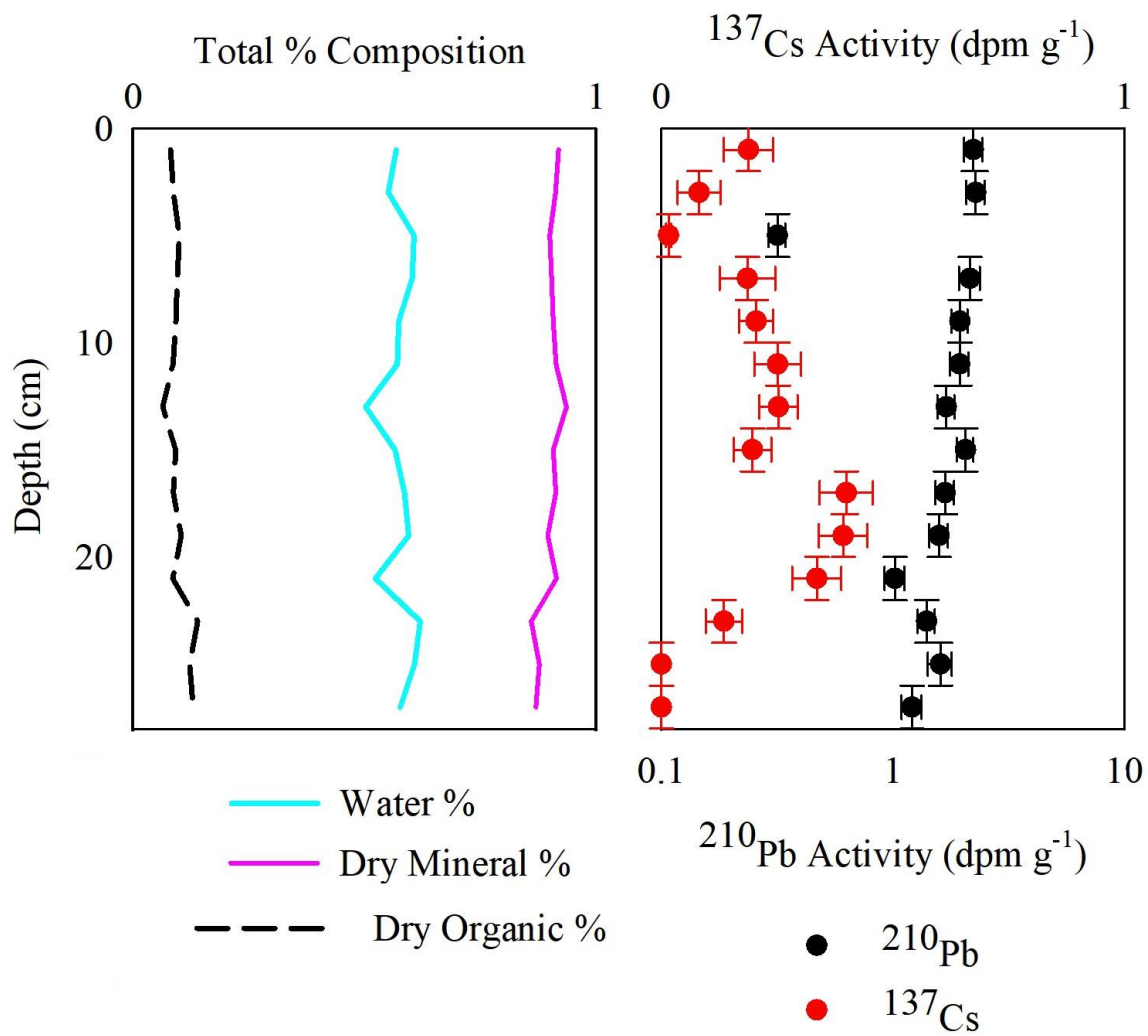 Total % Composition
0 1
¹³⁷Cs Activity (dpm g⁻¹)
0 1
Depth (cm)
0
10
20
0.1 1 10
²¹⁰Pb Activity (dpm g⁻¹)
Water %
Dry Mineral %
Dry Organic %
²¹⁰Pb
¹³⁷Cs